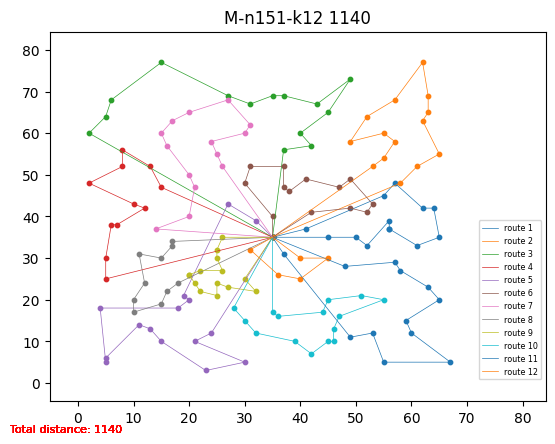 M-n151-k12 1140
80
70
60
50
40
30
20
10
0
0 10 20 30 40 50 60 70 80
route 1
route 2
route 3
route 4
route 5
route 6
route 7
route 8
route 9
route 10
route 11
route 12
Total distance: 1140